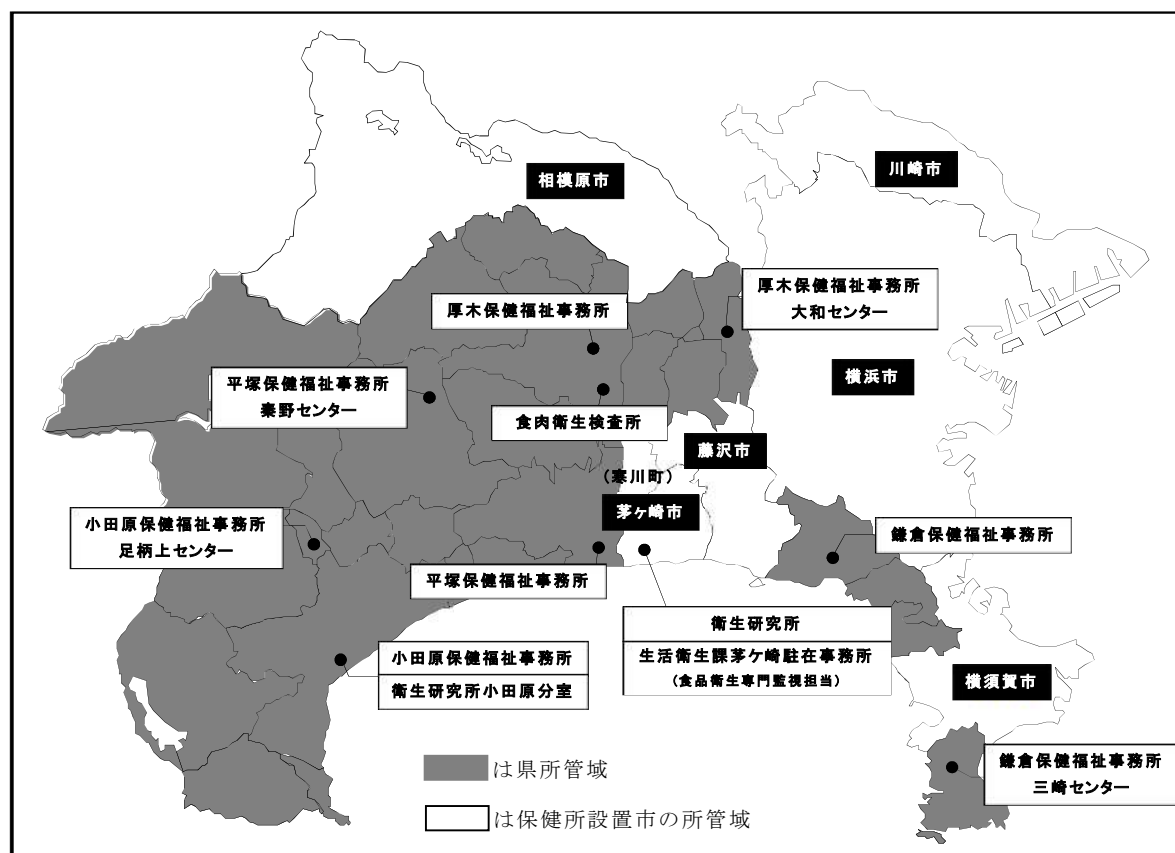 相模原市
川崎市
厚木保健福祉事務所
大和センター
厚木保健福祉事務所
横浜市
平塚保健福祉事務所
秦野センター
食肉衛生検査所
藤沢市
(寒川町)
茅ヶ崎市
小田原保健福祉事務所
足柄上センター
鎌倉保健福祉事務所
平塚保健福祉事務所
衛生研究所
生活衛生課茅ケ崎駐在事務所
(食品衛生専門監視担当)
小田原保健福祉事務所
衛生研究所小田原分室
横須賀市
鎌倉保健福祉事務所
三崎センター
は県所管域
は保健所設置市の所管域